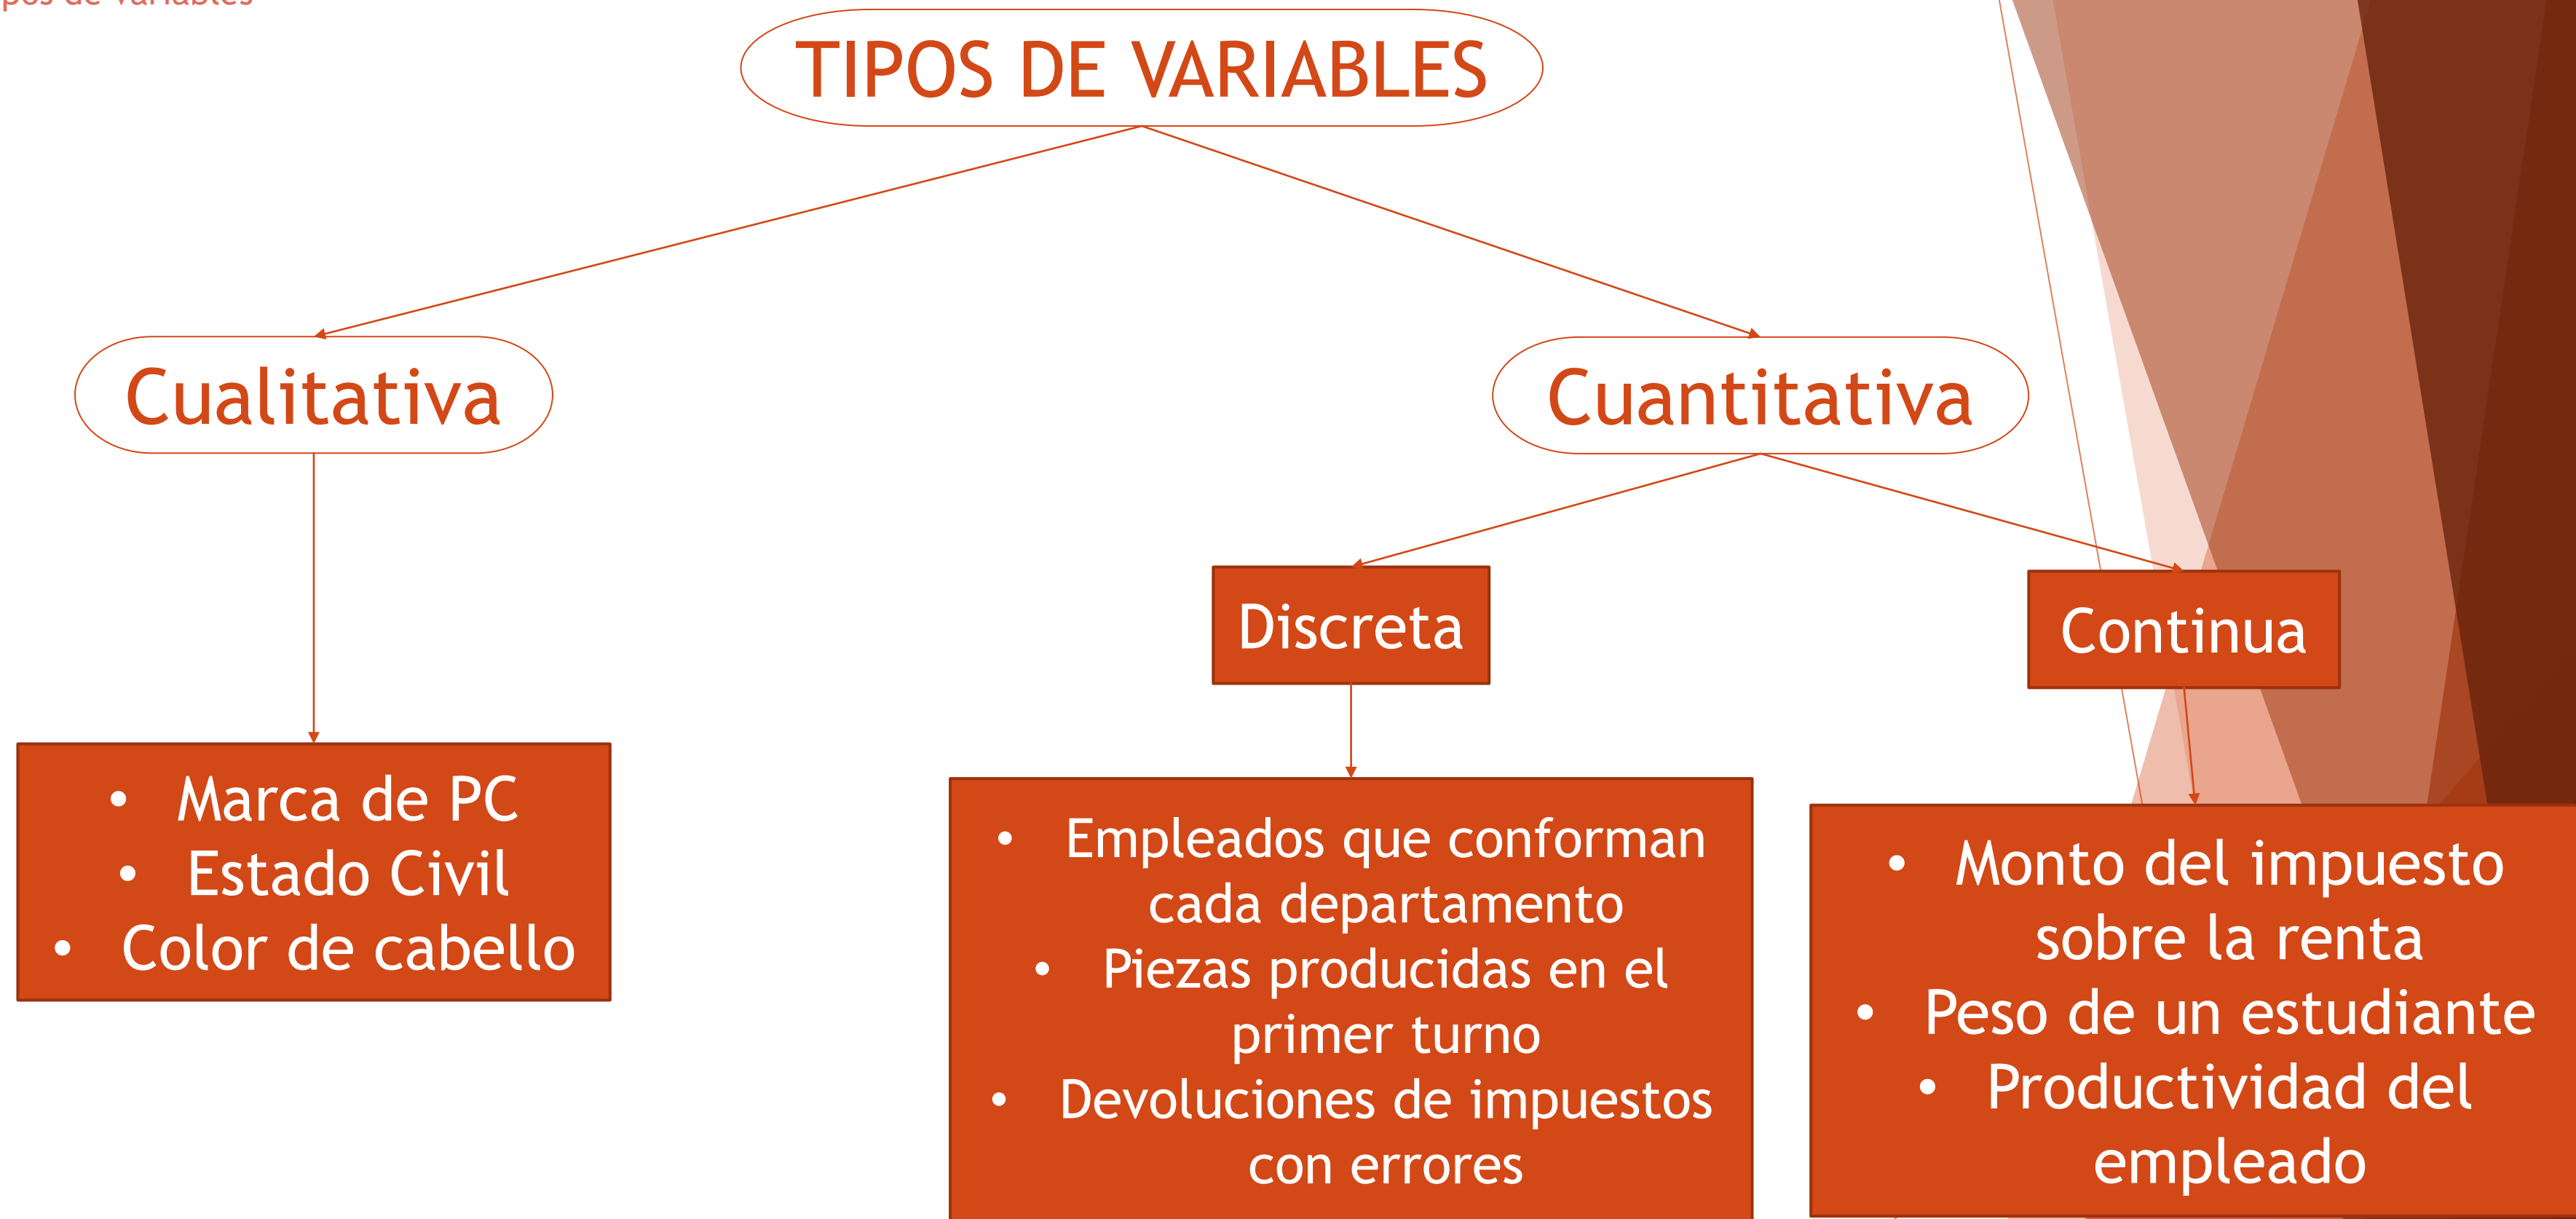 de variables
TIPOS DE VARIABLES
Cualitativa
Cuantitativa
Discreta
Continua
• Marca de PC
• Estado Civil
• Color de cabello
• Empleados que conforman
cada departamento
• Piezas producidas en el
primer turno
• Devoluciones de impuestos
con errores
• Monto del impuesto
sobre la renta
• Peso de un estudiante
• Productividad del
empleado